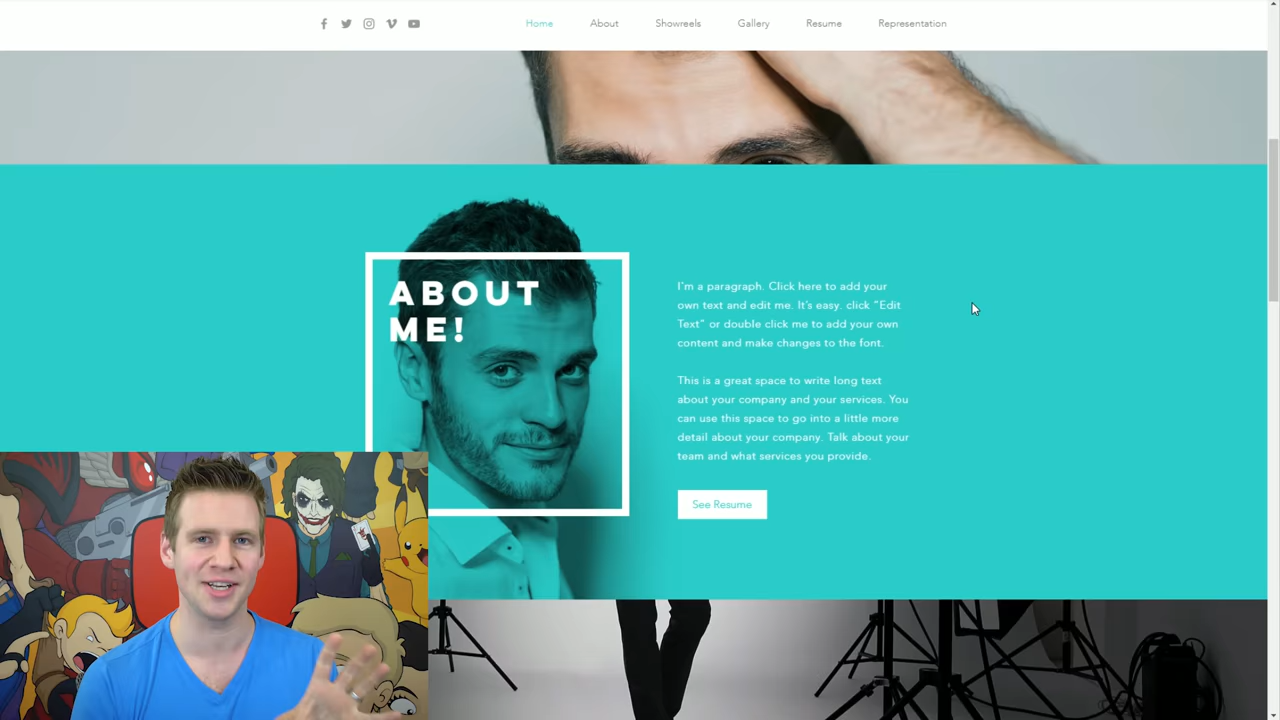 Home About Showreels Gallery Resume Representation
ABOUT
ME!
I'm a paragraph. Click here to add your
own text and edit me. It's easy. click “Edit
Text” or double click me to add your own
content and make changes to the font.
This is a great space to write long text
about your company and your services. You
can use this space to go into a little more
detail about your company. Talk about your
team and what services you provide.
See Resume